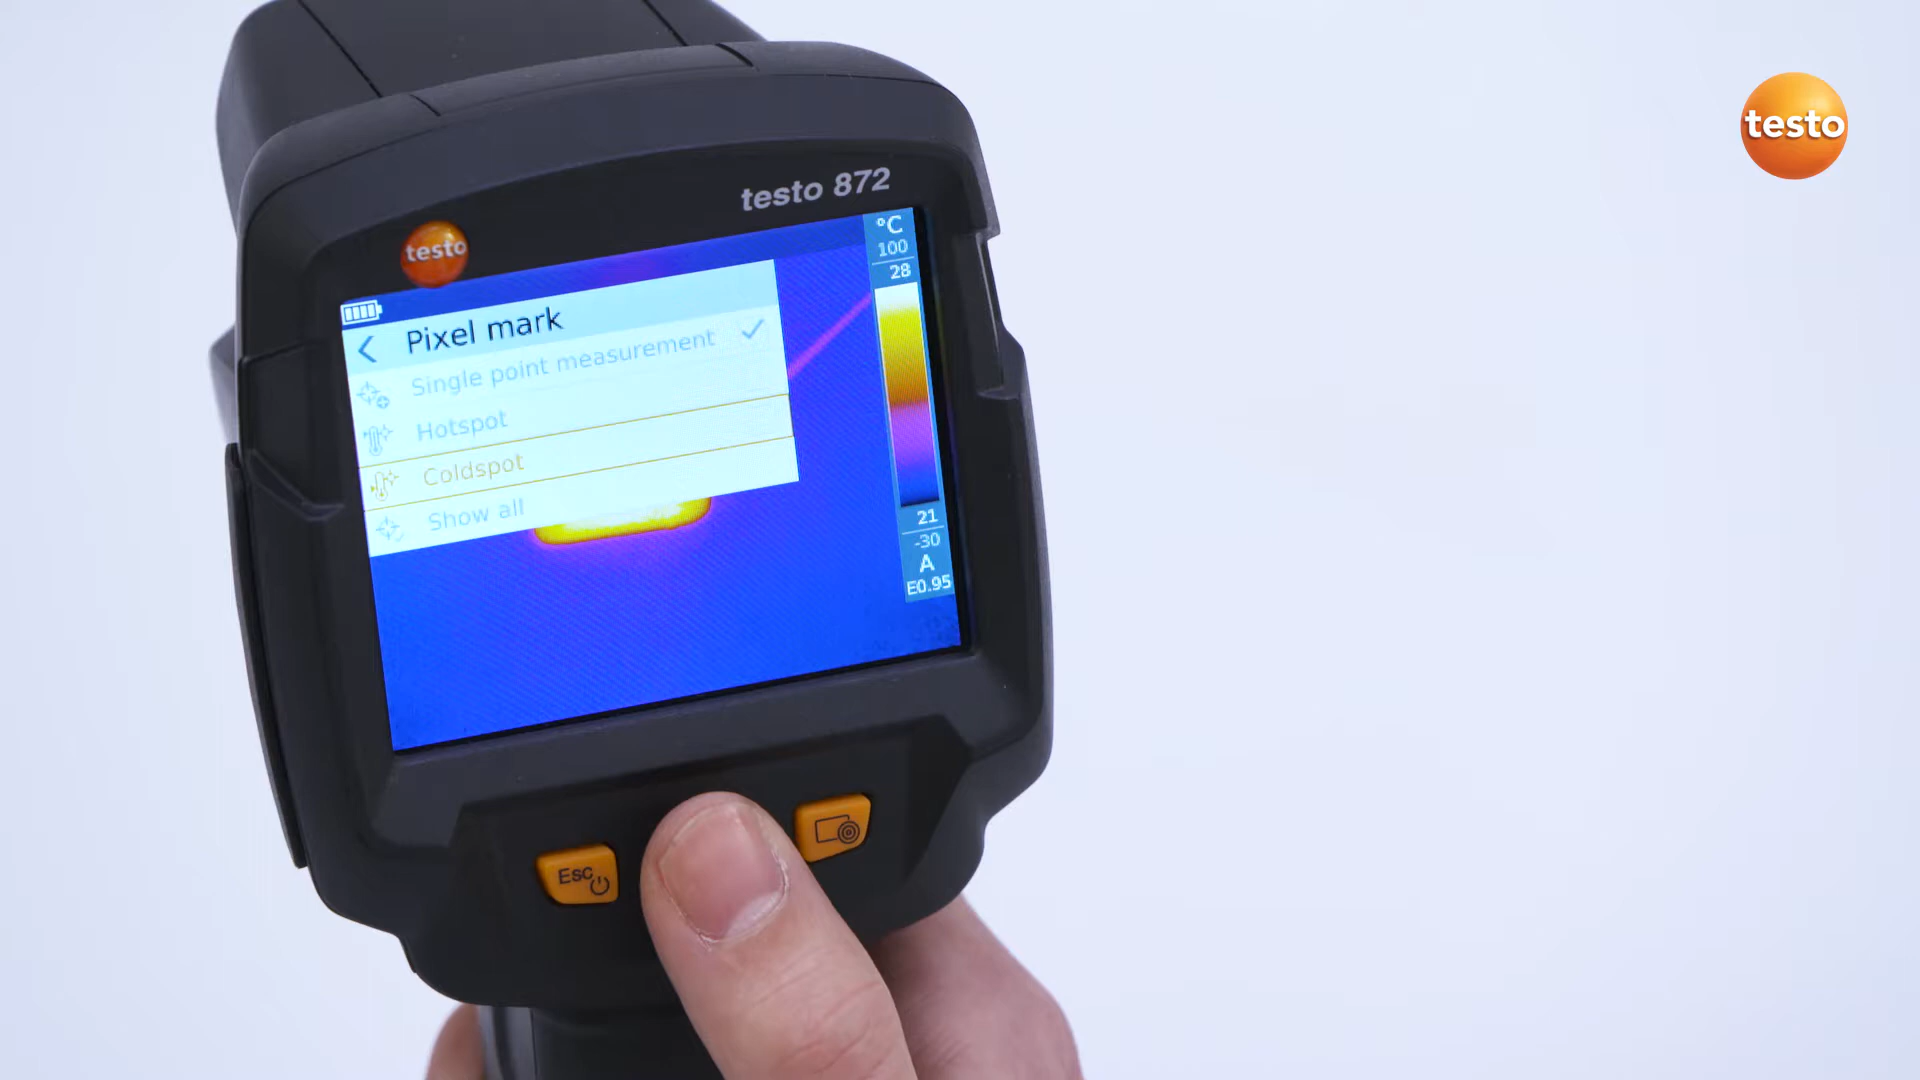 testo
testo 872
testo
Pixel mark
Single point measurement
Hotspot
Coldspot
Show all
°C
100
28
21
-30
A
E0.95
Esc